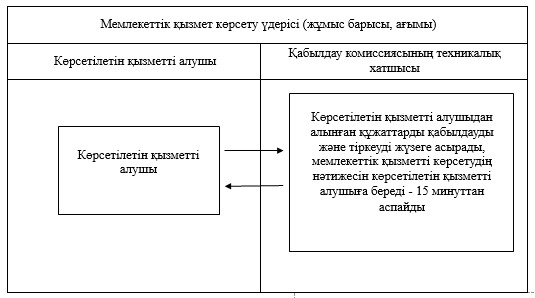 Мемлекеттік қызмет көрсету үдерісі (жұмыс барысы, ағымы)
Көрсетілетін қызметті алушы
Қабылдау комиссиясының техникалық
хатшысы
Көрсетілетін қызметті
алушы
Көрсетілетін қызметті алушыдан
алынған құжаттарды қабылдауды
және тіркеуді жүзеге асырады,
мемлекеттік қызметті көрсетудің
нәтижесін көрсетілетін қызметті
алушыға береді - 15 минуттан
аспайды